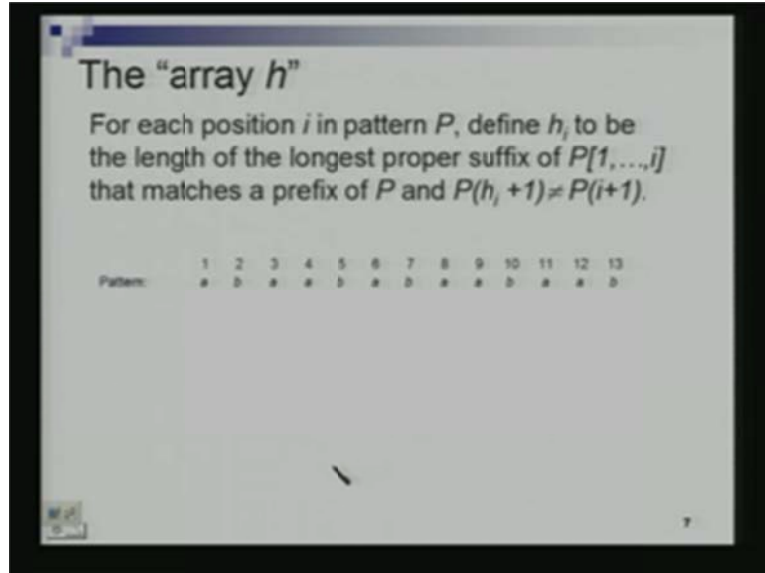 The “array h”
For each position i in pattern P, define hᵢ to be
the length of the longest proper suffix of P[1,…,i]
that matches a prefix of P and P(hᵢ +1)≠ P(i+1).
1 2 3 4 5 6 7 8 9 10 11 12 13
Pattern: a b a a b a b a a b a a b
7